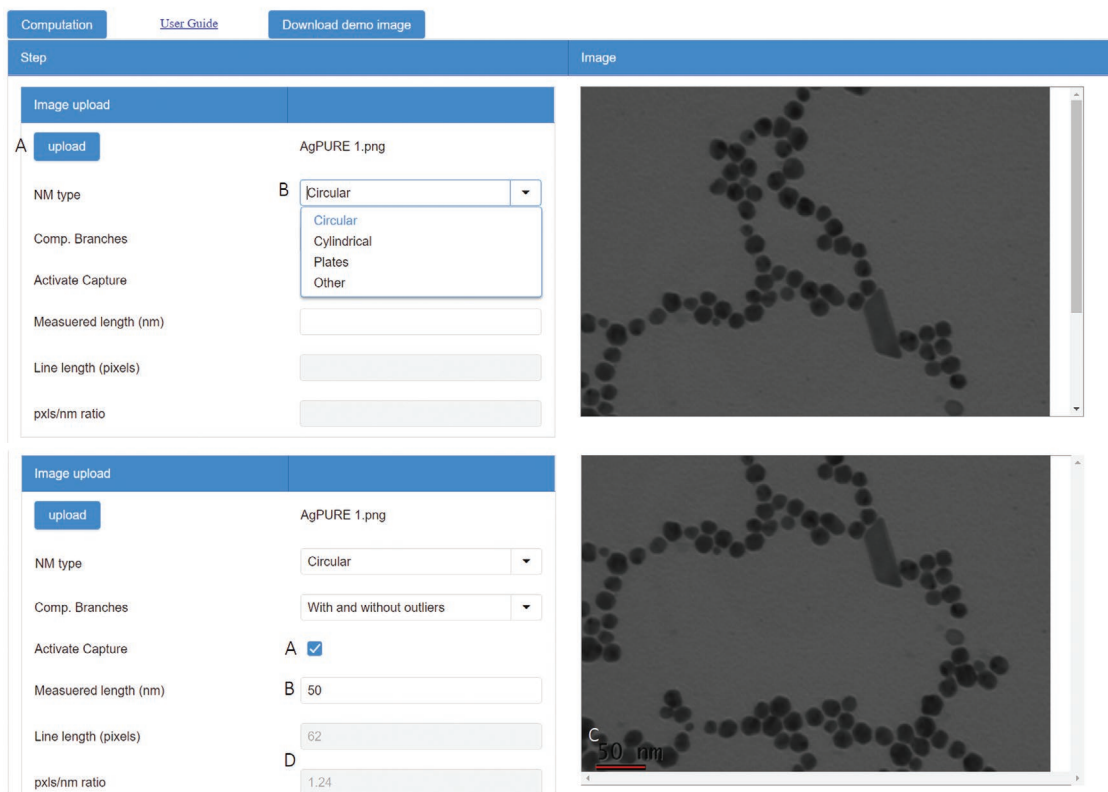 Computation User Guide Download demo image
Step Image
Image upload
A upload AgPURE 1.png
NM type B Circular
Circular
Comp. Branches Cylindrical
Plates
Activate Capture Other
Measuered length (nm)
Line length (pixels)
pxls/nm ratio
Image upload
upload AgPURE 1.png
NM type Circular
Comp. Branches With and without outliers
Activate Capture A
Measuered length (nm) B 50
Line length (pixels) 62
D
pxls/nm ratio 1.24
C
50 nm